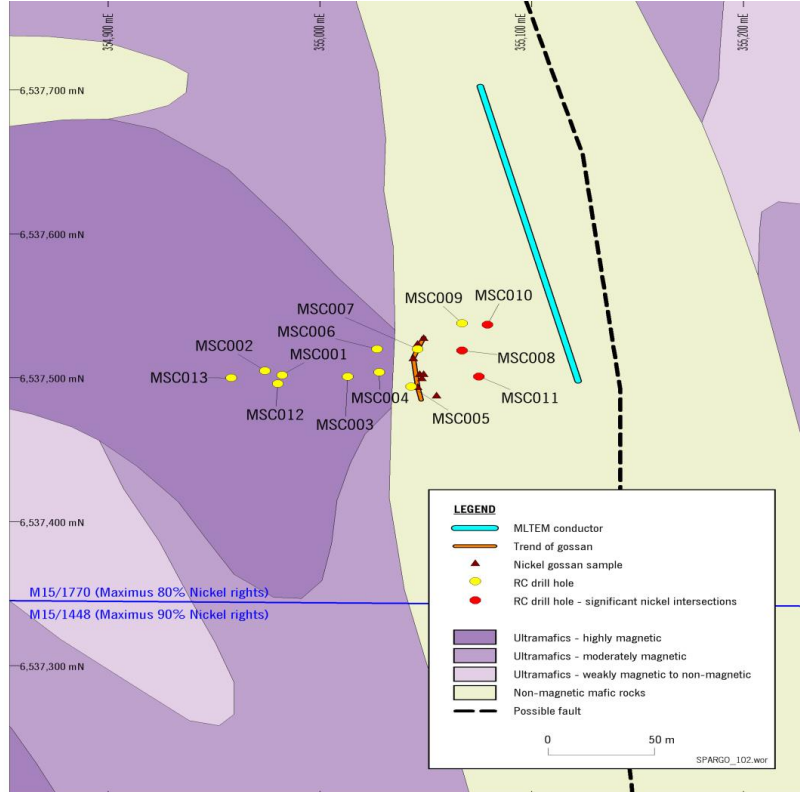 354,900 mE
355,000 mE
355,100 mE
355,200 mE
6,537,700 mN
6,537,600 mN
MSC009
MSC010
MSC007
MSC006
MSC002
MSC001
MSC008
MSC013
6,537,500 mN
MSC012
MSC003
MSC004
MSC005
MSC011
6,537,400 mN
M15/1770 (Maximus 80% Nickel rights)
M15/1448 (Maximus 90% Nickel rights)
6,537,300 mN
LEGEND
MLTEM conductor
Trend of gossan
Nickel gossan sample
RC drill hole
RC drill hole - significant nickel intersections
Ultramafics - highly magnetic
Ultramafics - moderately magnetic
Ultramafics - weakly magnetic to non-magnetic
Non-magnetic mafic rocks
Possible fault
0 50 m
SPARGO_102.wor